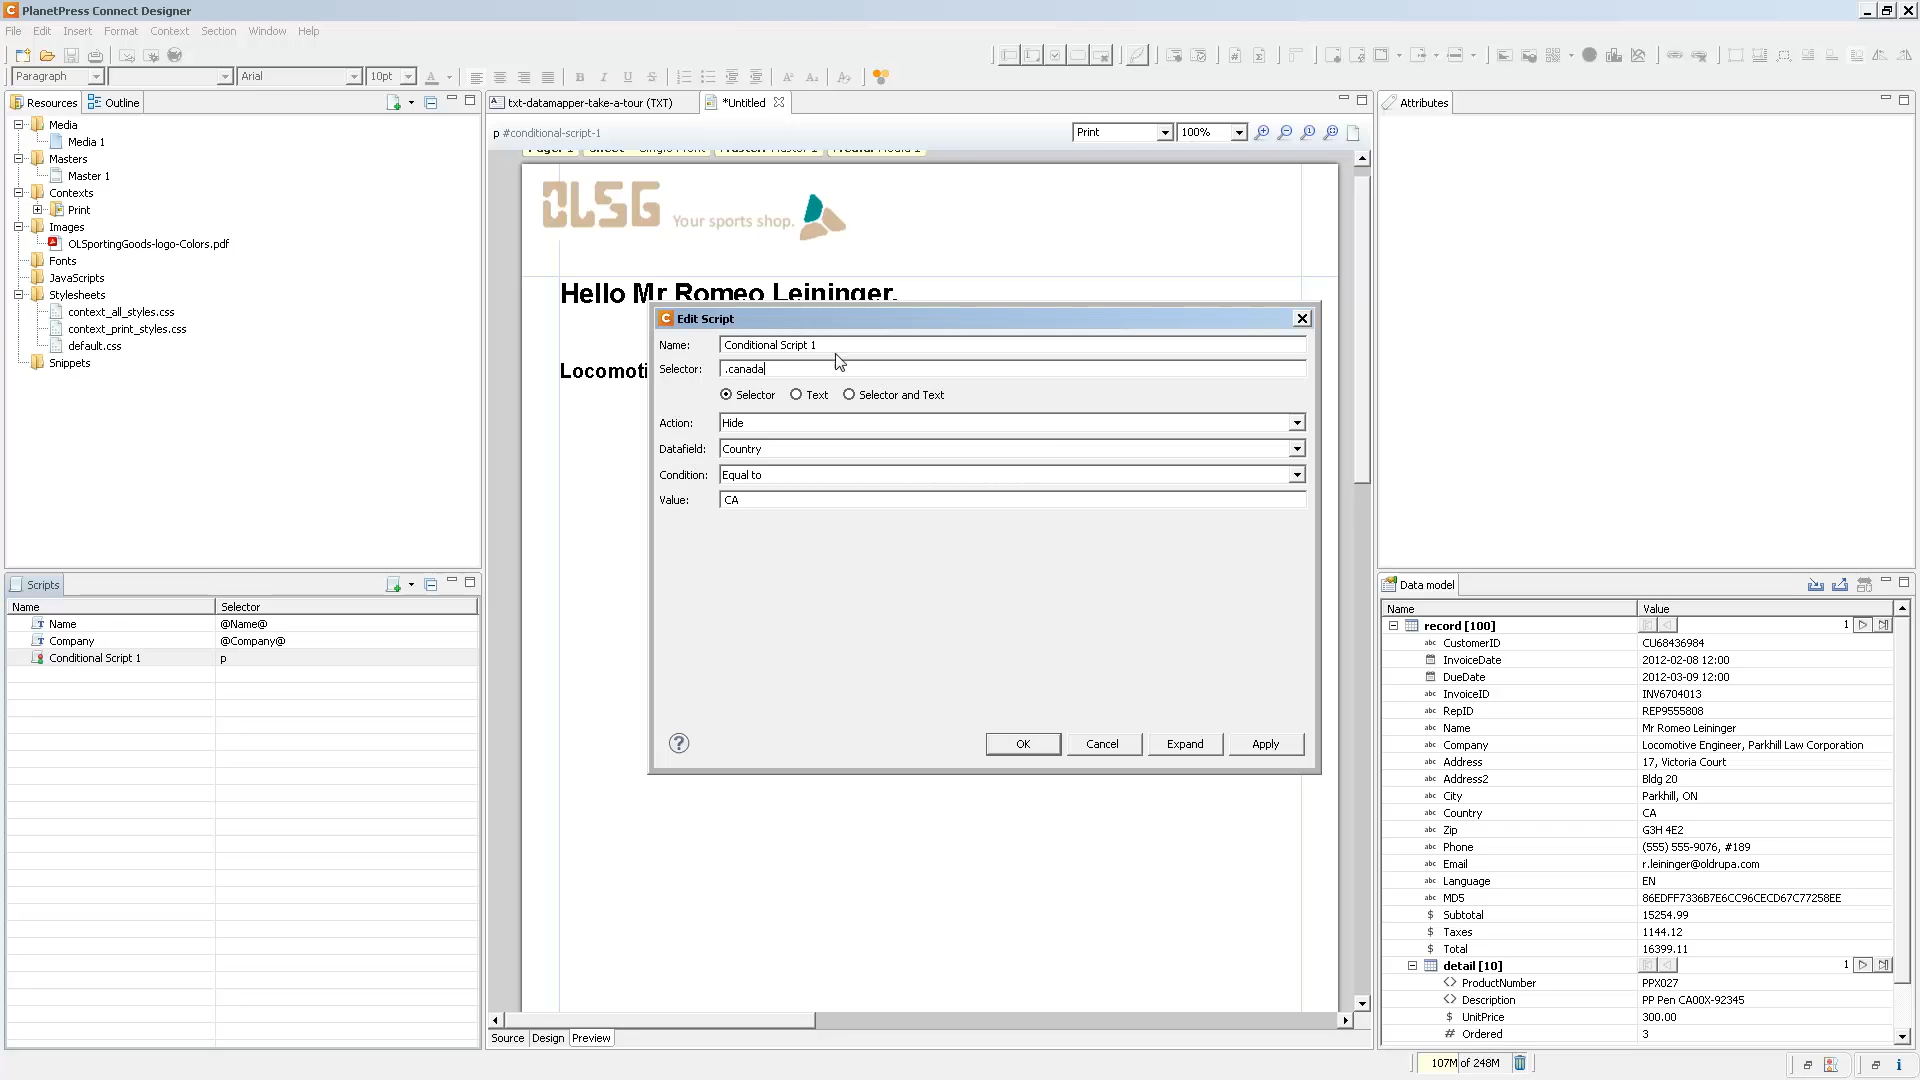 PlanetPress Connect Designer
File Edit Insert Format Context Section Window Help
Paragraph Arial 10pt
Resources Outline
Media
Media 1
Masters
Master 1
Contexts
Print
Images
OLSportingGoods-logo-Colors.pdf
Fonts
JavaScripts
Stylesheets
context_all_styles.css
context_print_styles.css
default.css
Snippets
Scripts
Name Selector
Name @Name@
Company @Company@
Conditional Script 1 p
txt-datamapper-take-a-tour (TXT) *Untitled
p #conditional-script-1 Print 100%
OLSG Your sports shop.
Hello Mr Romeo Leininger,
Locomoti
Edit Script
Name: Conditional Script 1
Selector: .canada
Selector Text Selector and Text
Action: Hide
Datafield: Country
Condition: Equal to
Value: CA
OK Cancel Expand Apply
Source Design Preview
Attributes
Data model
Name Value
record [100] 1
CustomerID CU68436984
InvoiceDate 2012-02-08 12:00
DueDate 2012-03-09 12:00
InvoiceID INV6704013
RepID REP9555808
Name Mr Romeo Leininger
Company Locomotive Engineer, Parkhill Law Corporation
Address 17, Victoria Court
Address2 Bldg 20
City Parkhill, ON
Country CA
Zip G3H 4E2
Phone (555) 555-9076, #189
Email r.leininger@oldrupa.com
Language EN
MD5 86EDFF7336B7E6CC96CECD67C77258EE
Subtotal 15254.99
Taxes 1144.12
Total 16399.11
detail [10] 1
ProductNumber PPX027
Description PP Pen CA00X-92345
UnitPrice 300.00
Ordered 3
107M of 248M